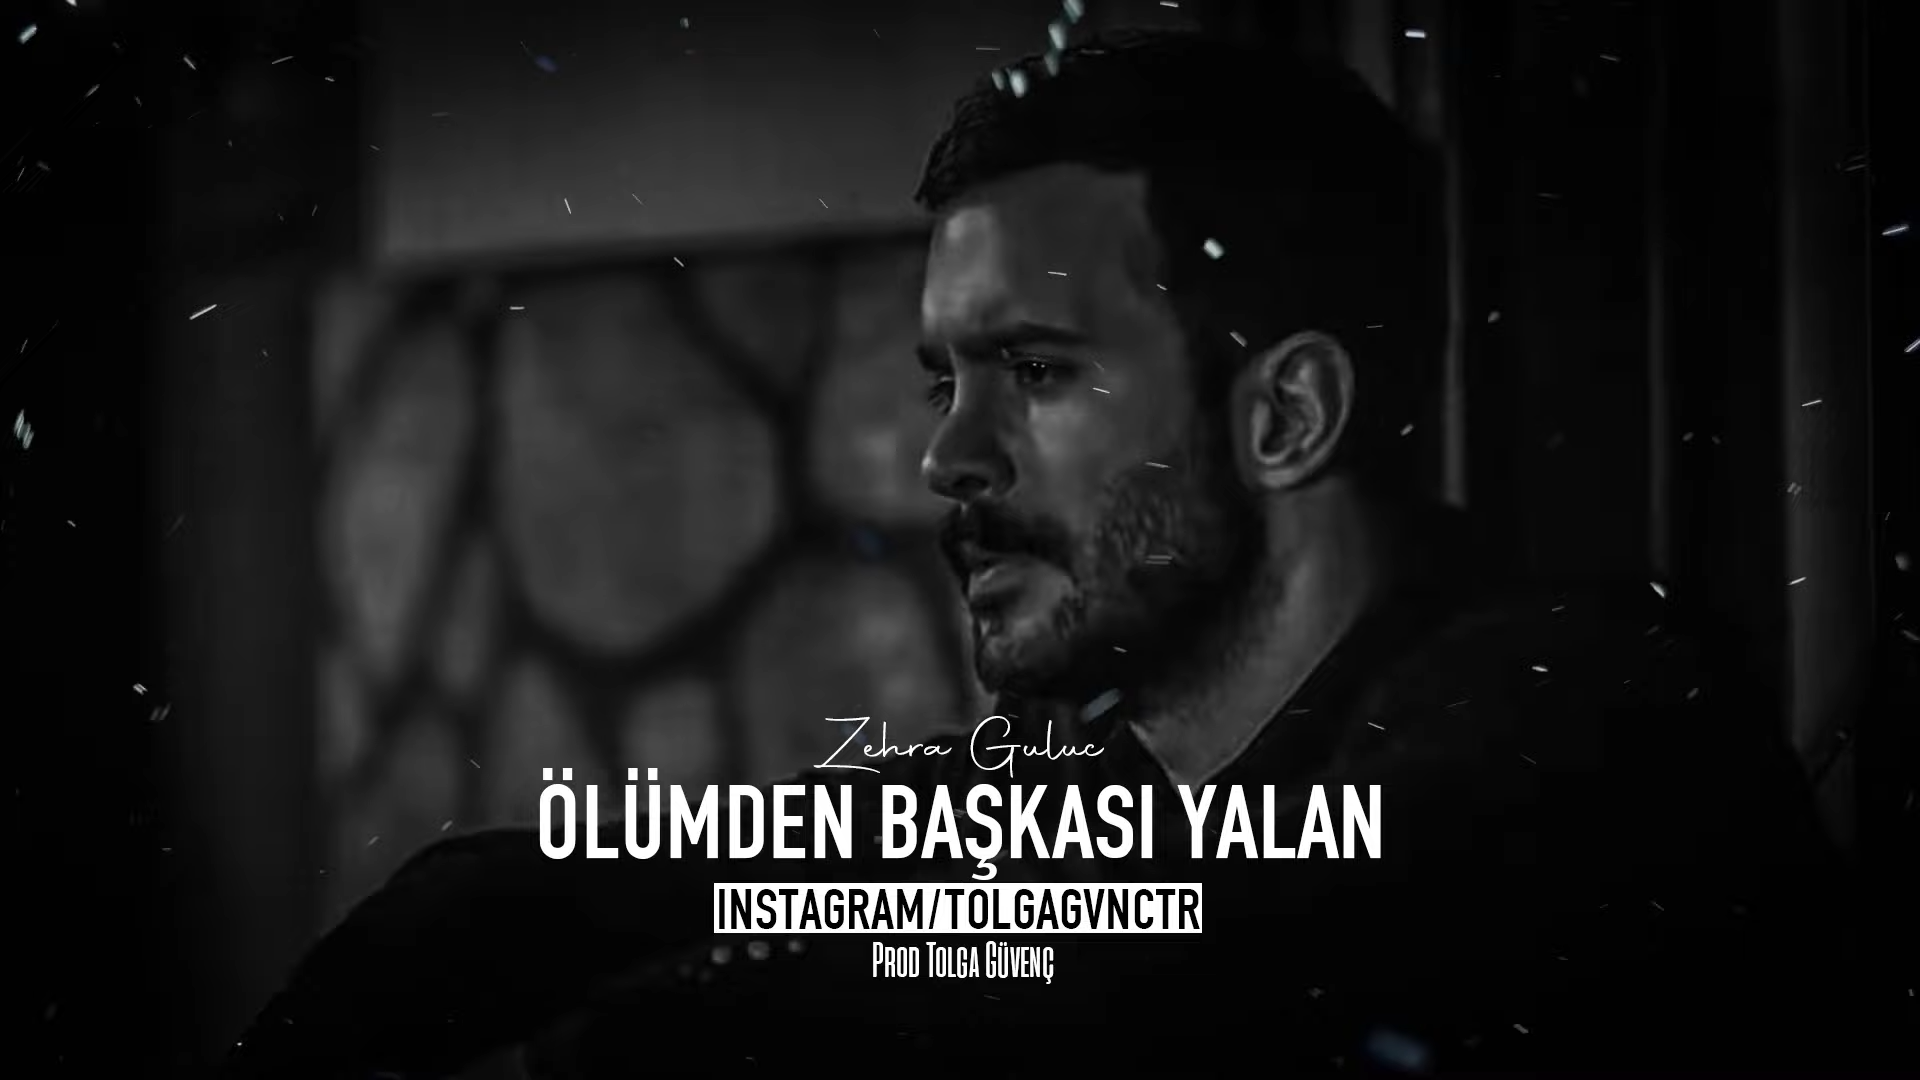 Zehra Guluc
ÖLÜMDEN BAŞKASI YALAN
INSTAGRAM/TOLGAGVNCTR
PROD TOLGA GÜVENÇ